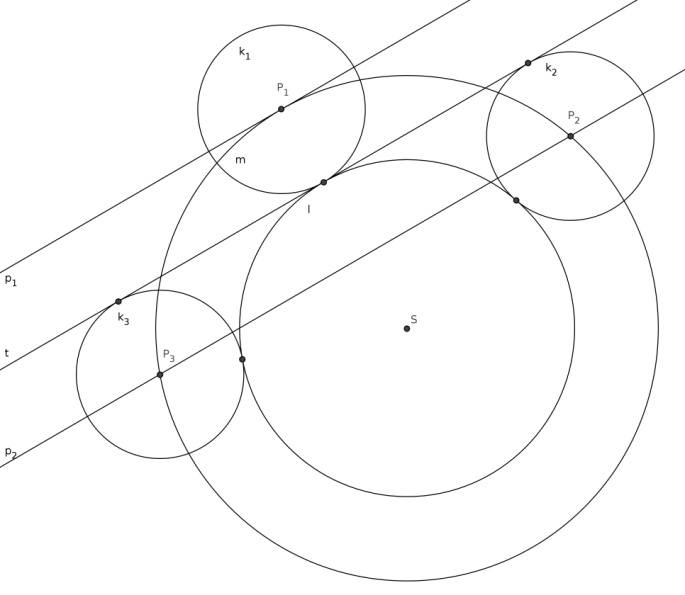 k₁
k₂
P₁
P₂
m
l
p₁
k₃
S
t
P₃
p₂